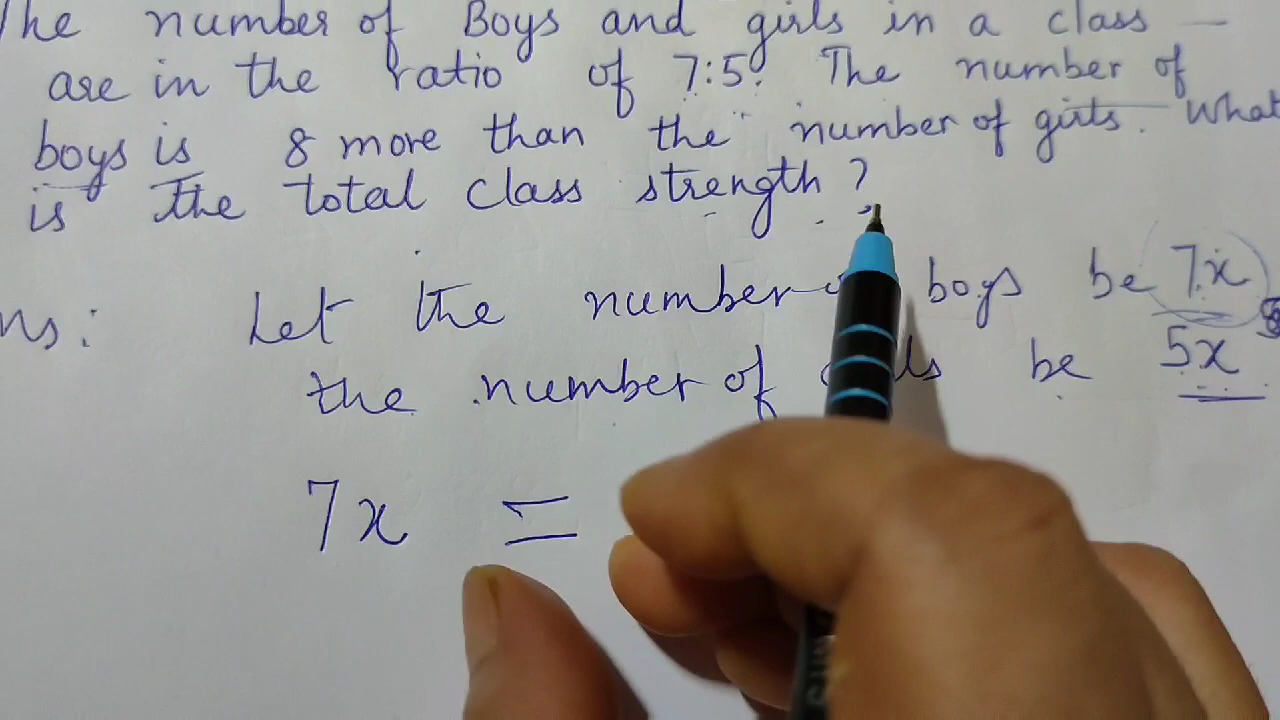 The number of Boys and girls in a class —
are in the ratio of 7:5. The number of
boys is 8 more than the number of girls. What
is the total class strength?
ns: Let the number boys be 7x
the number of be 5x
7x =